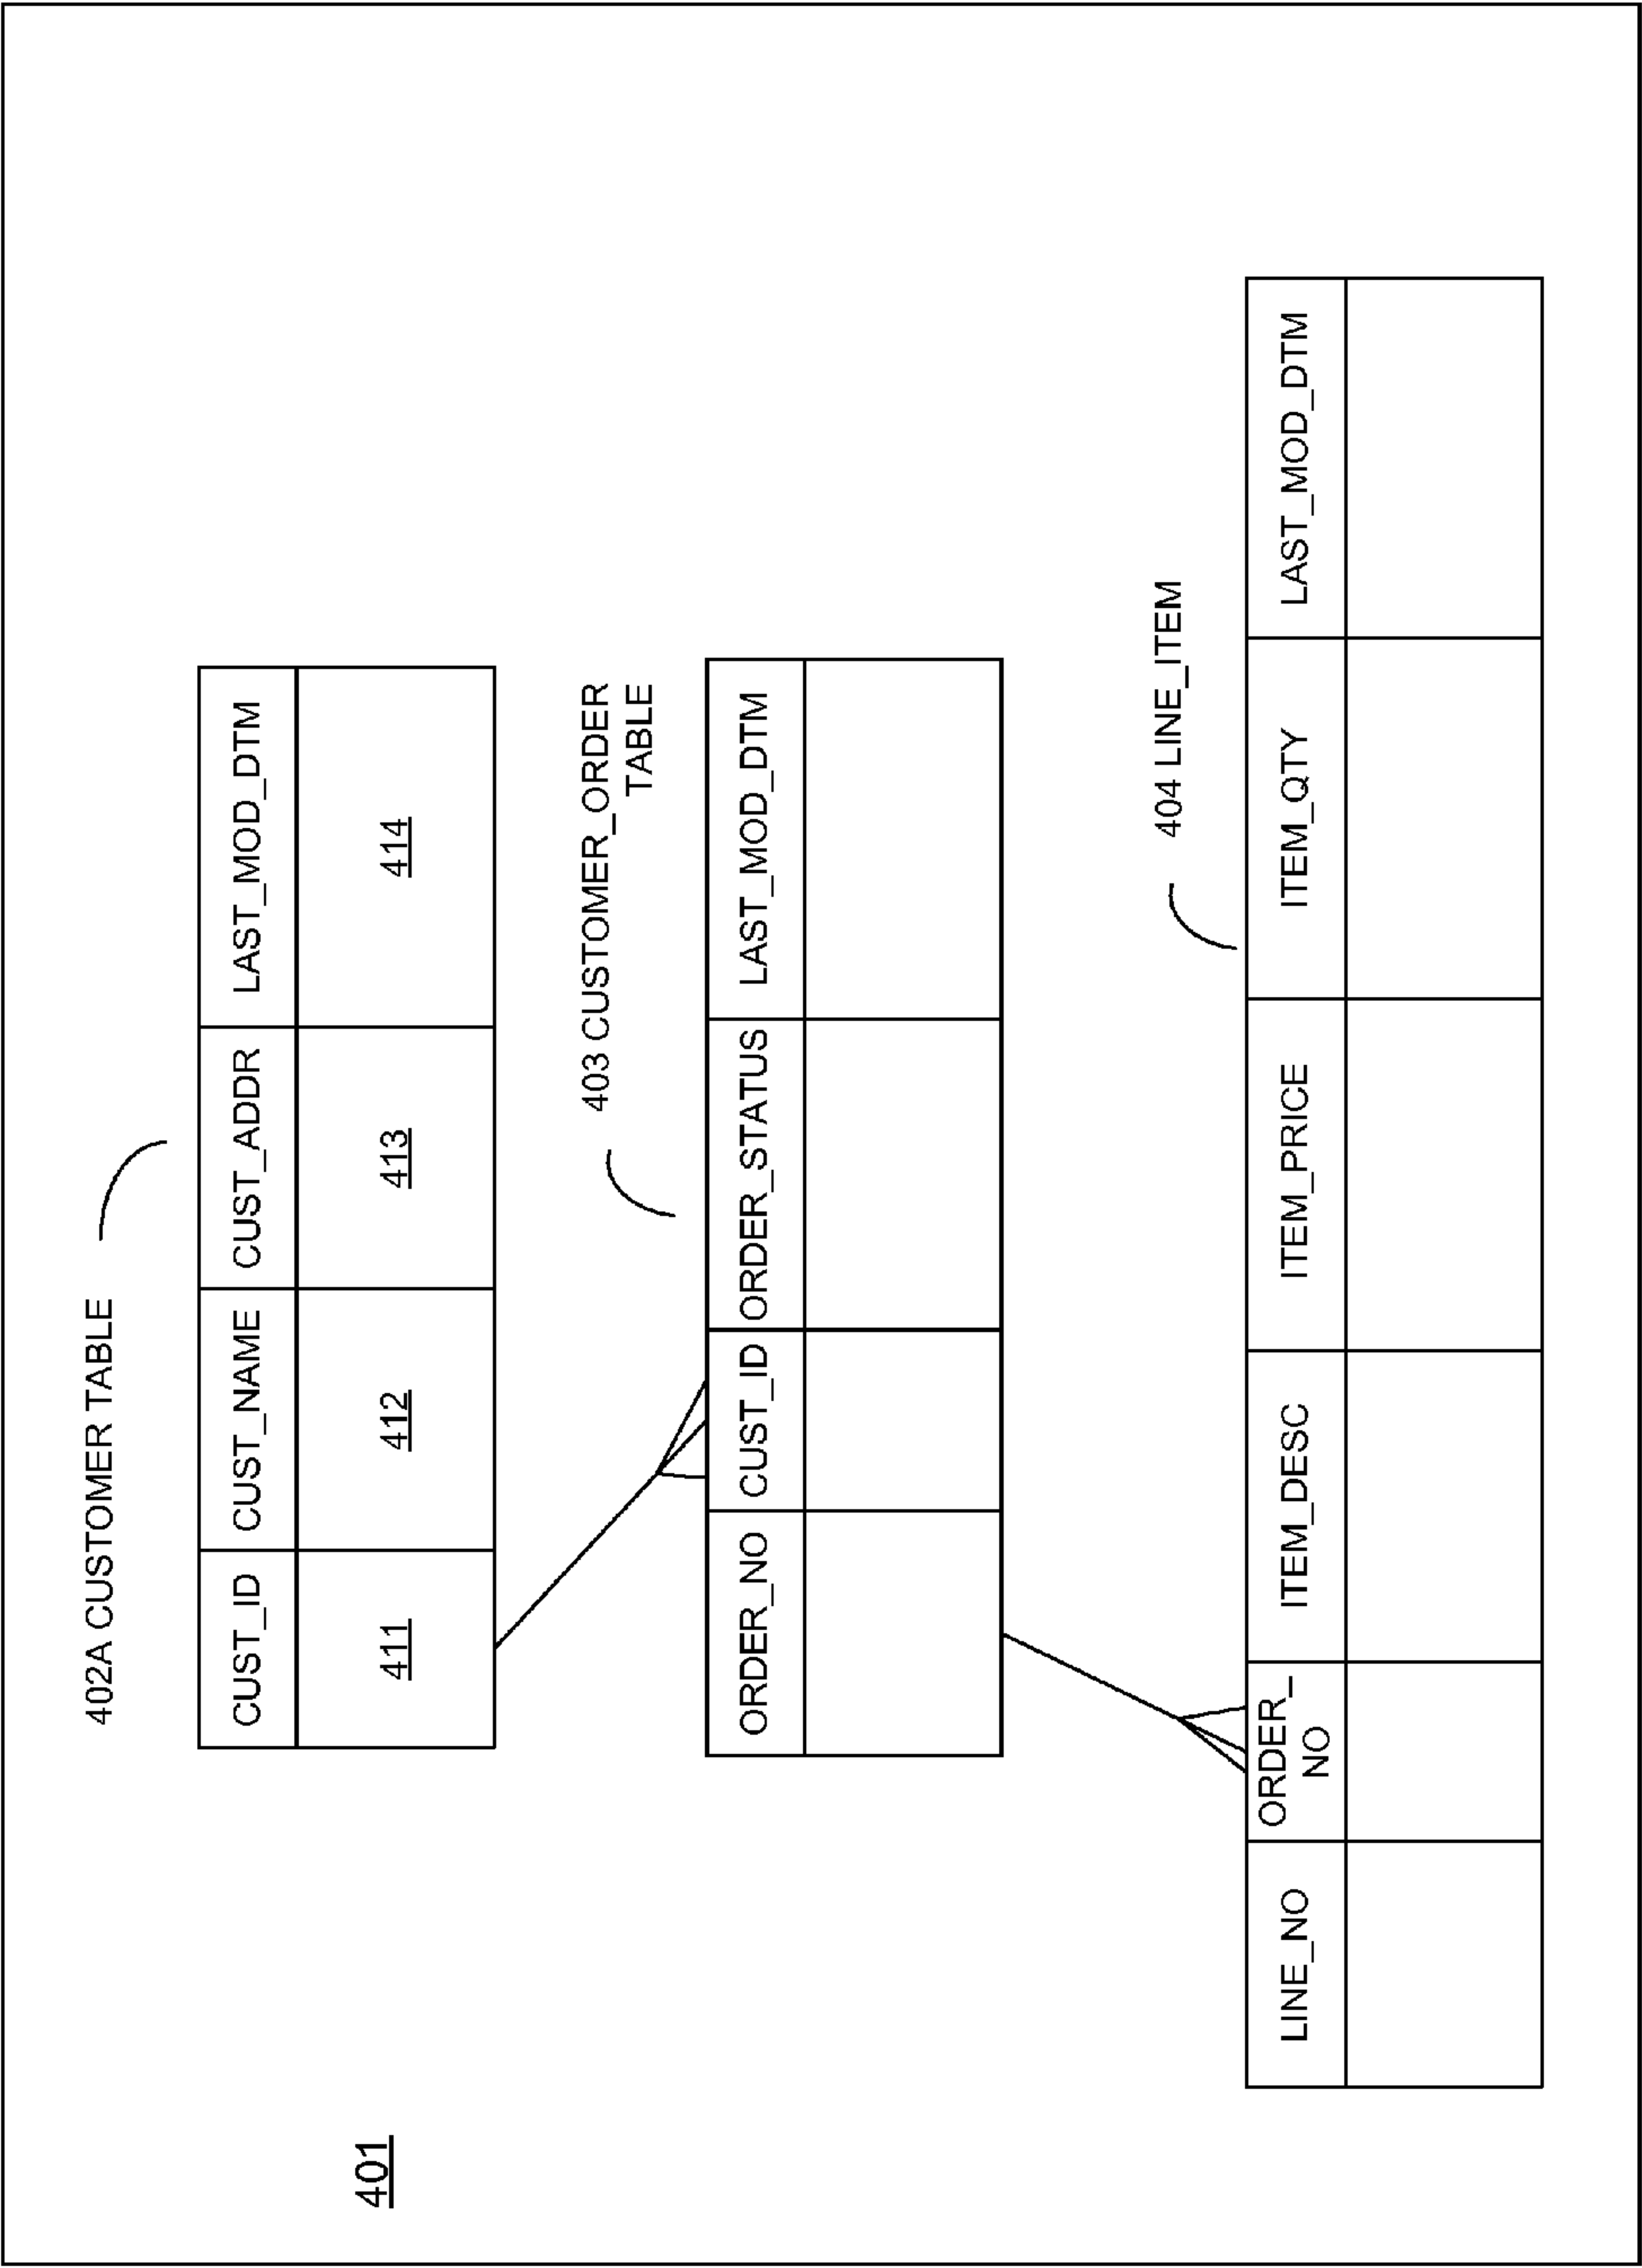 401
402A CUSTOMER TABLE
CUST_ID CUST_NAME CUST_ADDR LAST_MOD_DTM
411 412 413 414
403 CUSTOMER_ORDER
TABLE
ORDER_NO CUST_ID ORDER_STATUS LAST_MOD_DTM
404 LINE_ITEM
LINE_NO ORDER_
NO ITEM_DESC ITEM_PRICE ITEM_QTY LAST_MOD_DTM